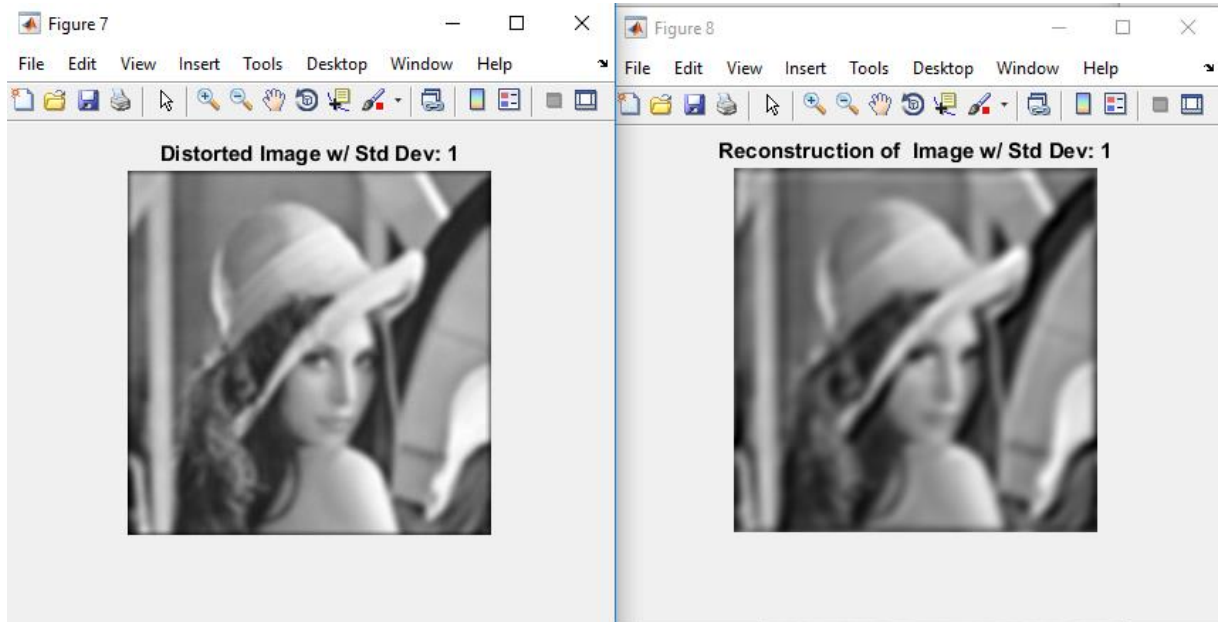 Figure 7
File Edit View Insert Tools Desktop Window Help
Distorted Image w/ Std Dev: 1
Figure 8
File Edit View Insert Tools Desktop Window Help
Reconstruction of  Image w/ Std Dev: 1